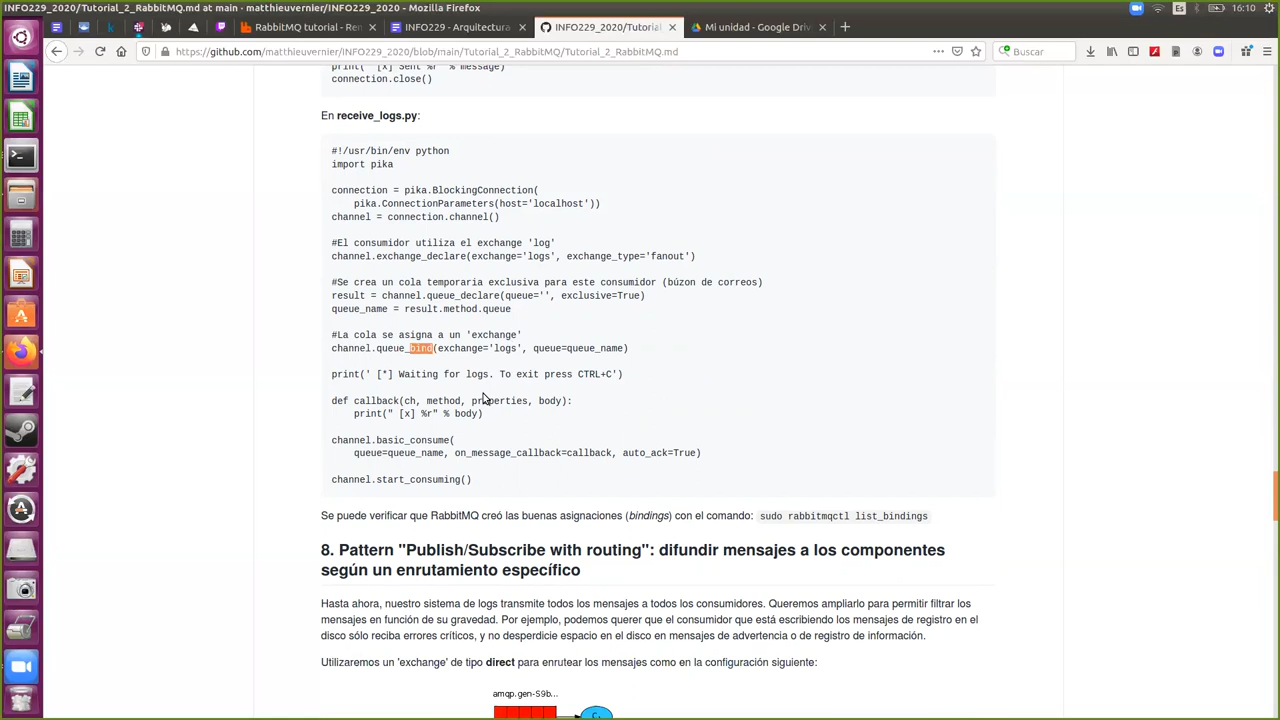 INFO229_2020/Tutorial_2_RabbitMQ.md at main · matthieuvernier/INFO229_2020 - Mozilla Firefox
Es
16:10
RabbitMQ tutorial - Re
INFO229 - Arquitectura
INFO229_2020/Tutorial
Mi unidad - Google Driv
https://github.com/matthieuvernier/INFO229_2020/blob/main/Tutorial_2_RabbitMQ/Tutorial_2_RabbitMQ.md
Buscar
print(" [x] Sent %r" % message)
connection.close()
En receive_logs.py:
#!/usr/bin/env python
import pika
connection = pika.BlockingConnection(
pika.ConnectionParameters(host='localhost'))
channel = connection.channel()
#El consumidor utiliza el exchange 'log'
channel.exchange_declare(exchange='logs', exchange_type='fanout')
#Se crea un cola temporaria exclusiva para este consumidor (búzon de correos)
result = channel.queue_declare(queue='', exclusive=True)
queue_name = result.method.queue
#La cola se asigna a un 'exchange'
channel.queue_bind(exchange='logs', queue=queue_name)
print(' [*] Waiting for logs. To exit press CTRL+C')
def callback(ch, method, properties, body):
print(" [x] %r" % body)
channel.basic_consume(
queue=queue_name, on_message_callback=callback, auto_ack=True)
channel.start_consuming()
Se puede verificar que RabbitMQ creó las buenas asignaciones (bindings) con el comando: sudo rabbitmqctl list_bindings
8. Pattern "Publish/Subscribe with routing": difundir mensajes a los componentes
según un enrutamiento específico
Hasta ahora, nuestro sistema de logs transmite todos los mensajes a todos los consumidores. Queremos ampliarlo para permitir filtrar los
mensajes en función de su gravedad. Por ejemplo, podemos querer que el consumidor que está escribiendo los mensajes de registro en el
disco sólo reciba errores críticos, y no desperdicie espacio en el disco en mensajes de advertencia o de registro de información.
Utilizaremos un 'exchange' de tipo direct para enrutear los mensajes como en la configuración siguiente:
amqp.gen-S9b...